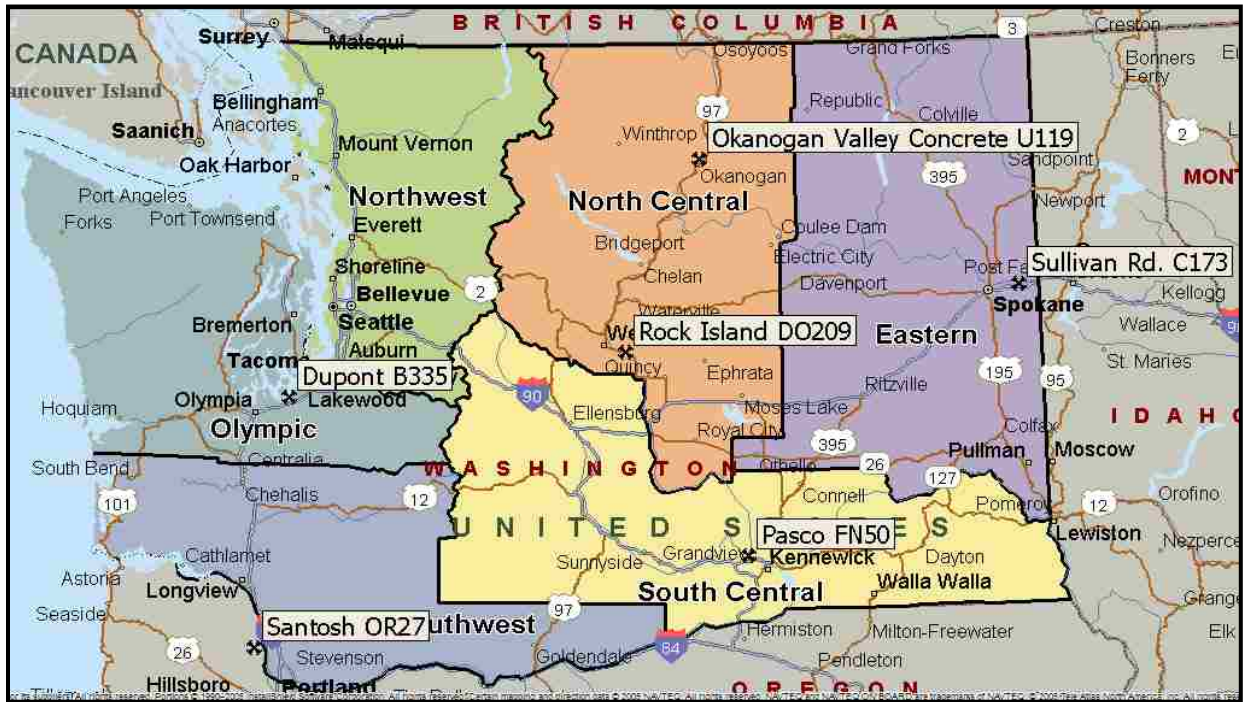 BRITISH COLUMBIA
Surrey
Matsqui
3
Creston
CANADA
Osoyoos
Grand Forks
Bonners
Ferry
ancouver Island
Bellingham
Anacortes
97
Republic
Colville
Saanich
Winthrop
Okanogan Valley Concrete U119
2
Mount Vernon
Oak Harbor
Okanogan
395
Sandpoint
MONT
Port Angeles
Northwest
North Central
Newport
Forks
Port Townsend
Everett
Coulee Dam
Bridgeport
Electric City
Shoreline
Chelan
Post Fa
Sullivan Rd. C173
Bellevue
2
Davenport
Kellogg
Waterville
Spokane
Bremerton
Seattle
We
Rock Island DO209
Eastern
Wallace
Auburn
Tacoma
Quincy
Ephrata
195
95
St. Maries
Dupont B335
90
Ritzville
Hoquiam
Olympia
Lakewood
Ellensburg
Moses Lake
IDAHO
Olympic
Royal City
395
Colfax
Centralia
Pullman
Moscow
South Bend
WASHINGTON
Othello
26
101
Chehalis
12
Connell
127
Pomeroy
12
Orofino
UNITED STATES
Pasco FN50
Lewiston
Nezperce
Cathlamet
Sunnyside
Grandview
Kennewick
Dayton
Astoria
Longview
South Central
Walla Walla
Seaside
97
Grange
Santosh OR27
uthwest
Hermiston
Milton-Freewater
Elk
26
84
Stevenson
Goldendale
Pendleton
Hillsboro
Portland
OREGON